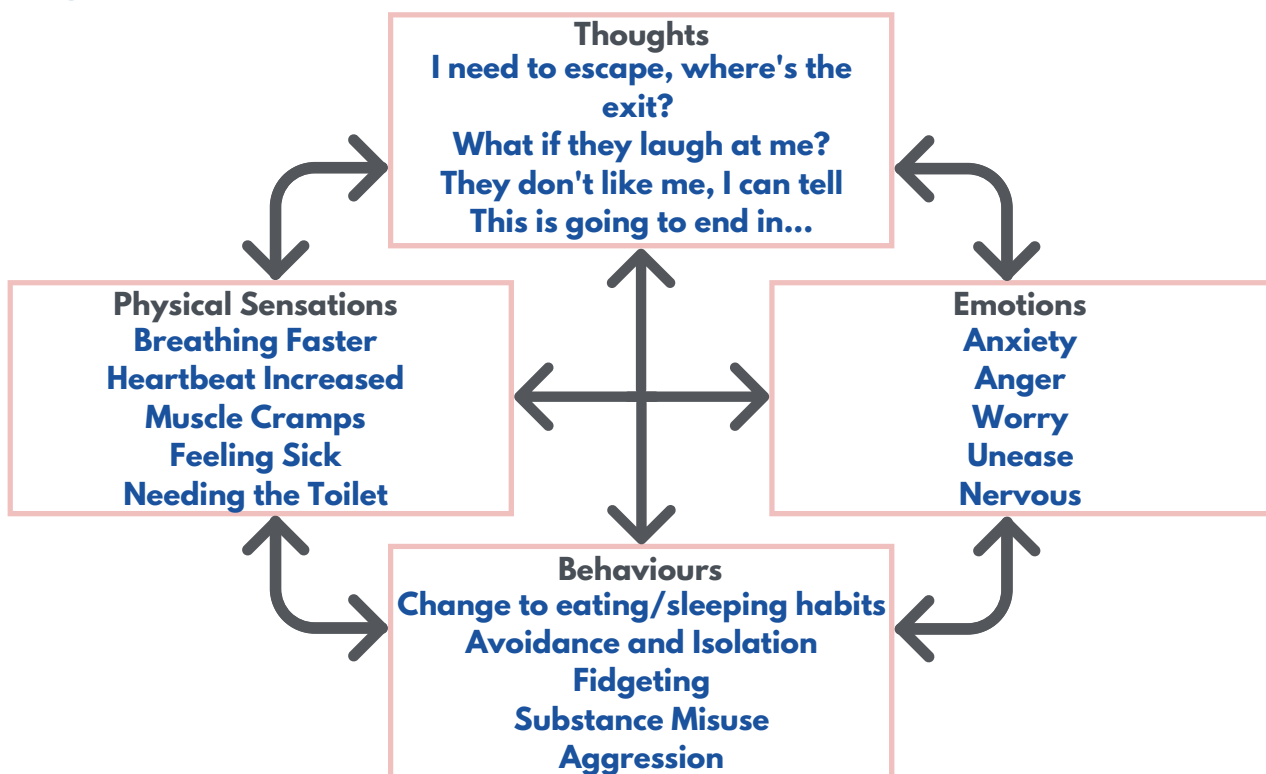 Thoughts
I need to escape, where's the
exit?
What if they laugh at me?
They don't like me, I can tell
This is going to end in...
Physical Sensations
Breathing Faster
Heartbeat Increased
Muscle Cramps
Feeling Sick
Needing the Toilet
Emotions
Anxiety
Anger
Worry
Unease
Nervous
Behaviours
Change to eating/sleeping habits
Avoidance and Isolation
Fidgeting
Substance Misuse
Aggression